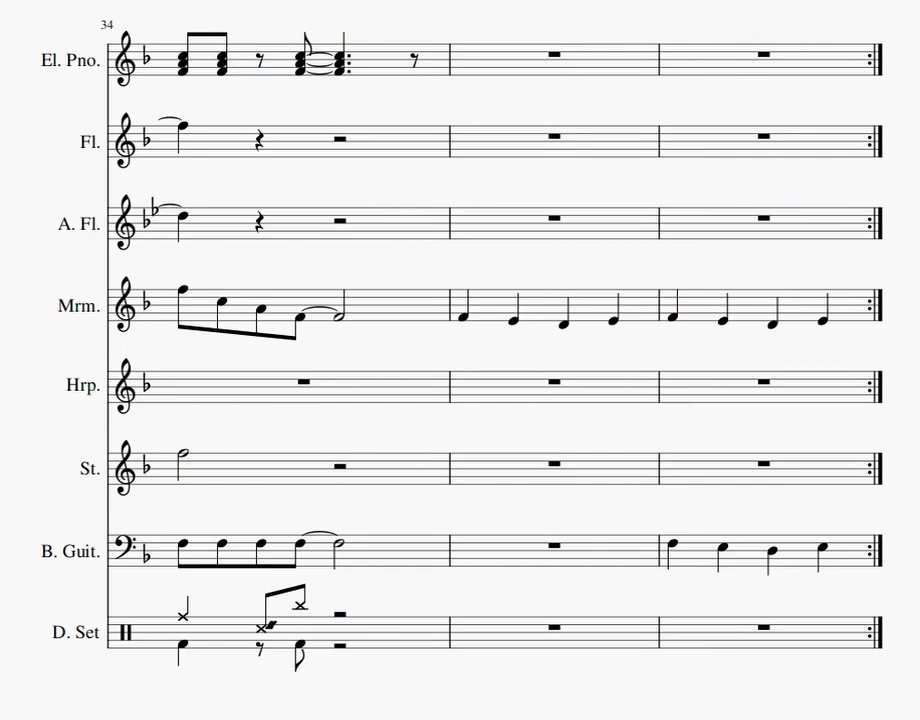 34
El. Pno.
Fl.
A. Fl.
Mrm.
Hrp.
St.
B. Guit.
D. Set